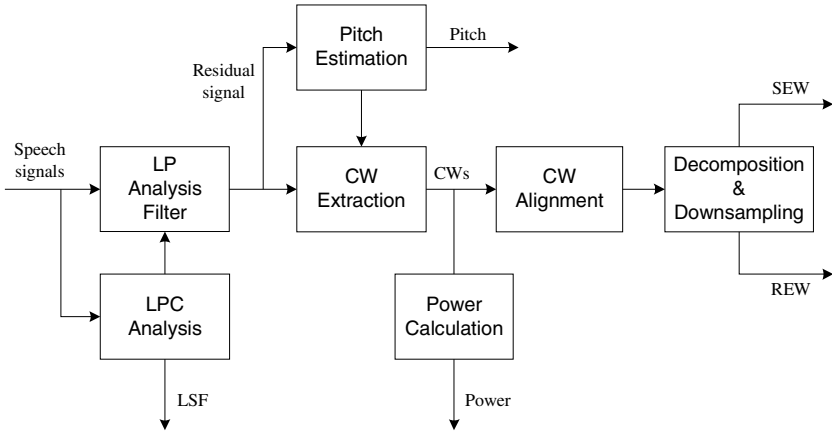 Pitch
Estimation
Pitch
Residual
signal
SEW
Speech
signals
LP
Analysis
Filter
CW
Extraction
CWs
CW
Alignment
Decomposition
&
Downsampling
REW
LPC
Analysis
Power
Calculation
LSF
Power